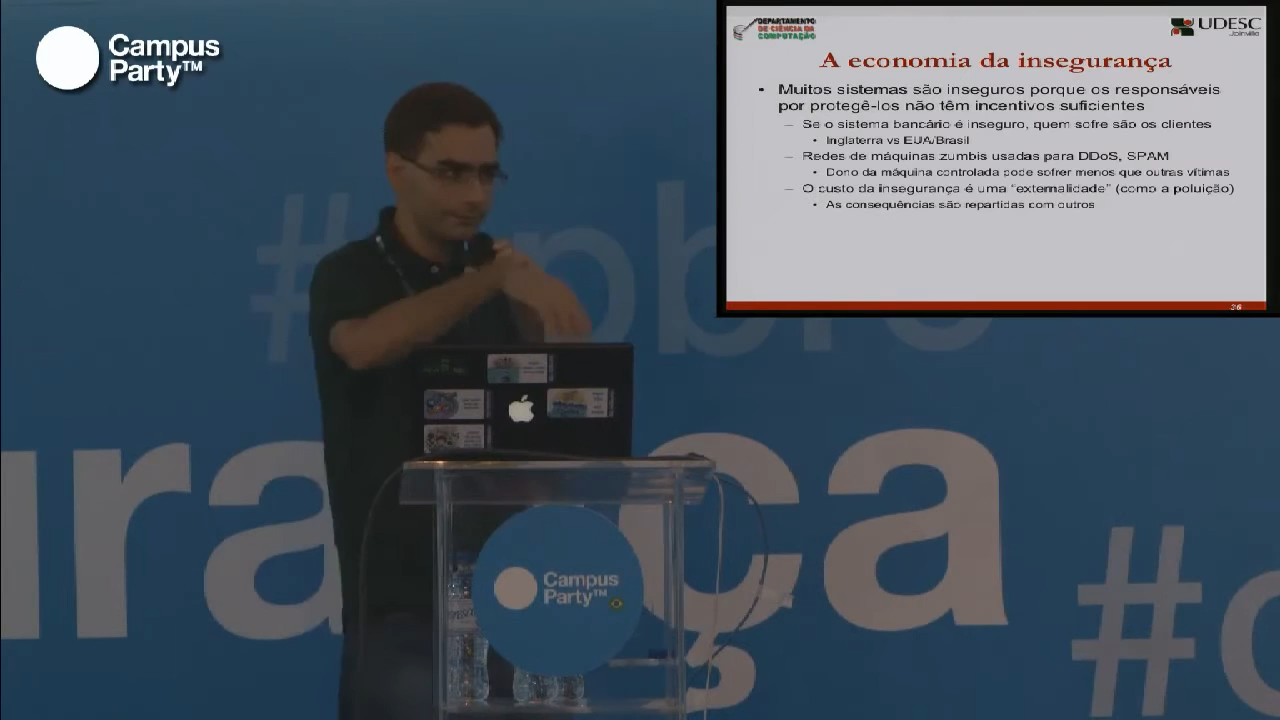 Campus
Party™
DEPARTAMENTO
DE CIÊNCIA DA
COMPUTAÇÃO
UDESC
Joinville
A economia da insegurança
• Muitos sistemas são inseguros porque os responsáveis
por protegê-los não têm incentivos suficientes
– Se o sistema bancário é inseguro, quem sofre são os clientes
• Inglaterra vs EUA/Brasil
– Redes de máquinas zumbis usadas para DDoS, SPAM
• Dono da máquina controlada pode sofrer menos que outras vítimas
– O custo da insegurança é uma "externalidade" (como a poluição)
• As consequências são repartidas com outros
36
#cpbr6
urança
#c
Campus
Party™